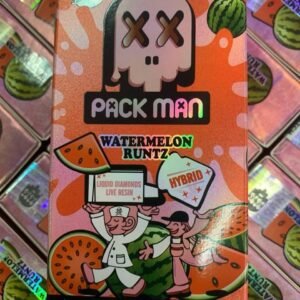 PACK MAN
WATERMELON
RUNTZ
LIQUID DIAMONDS
LIVE RESIN
HYBRID